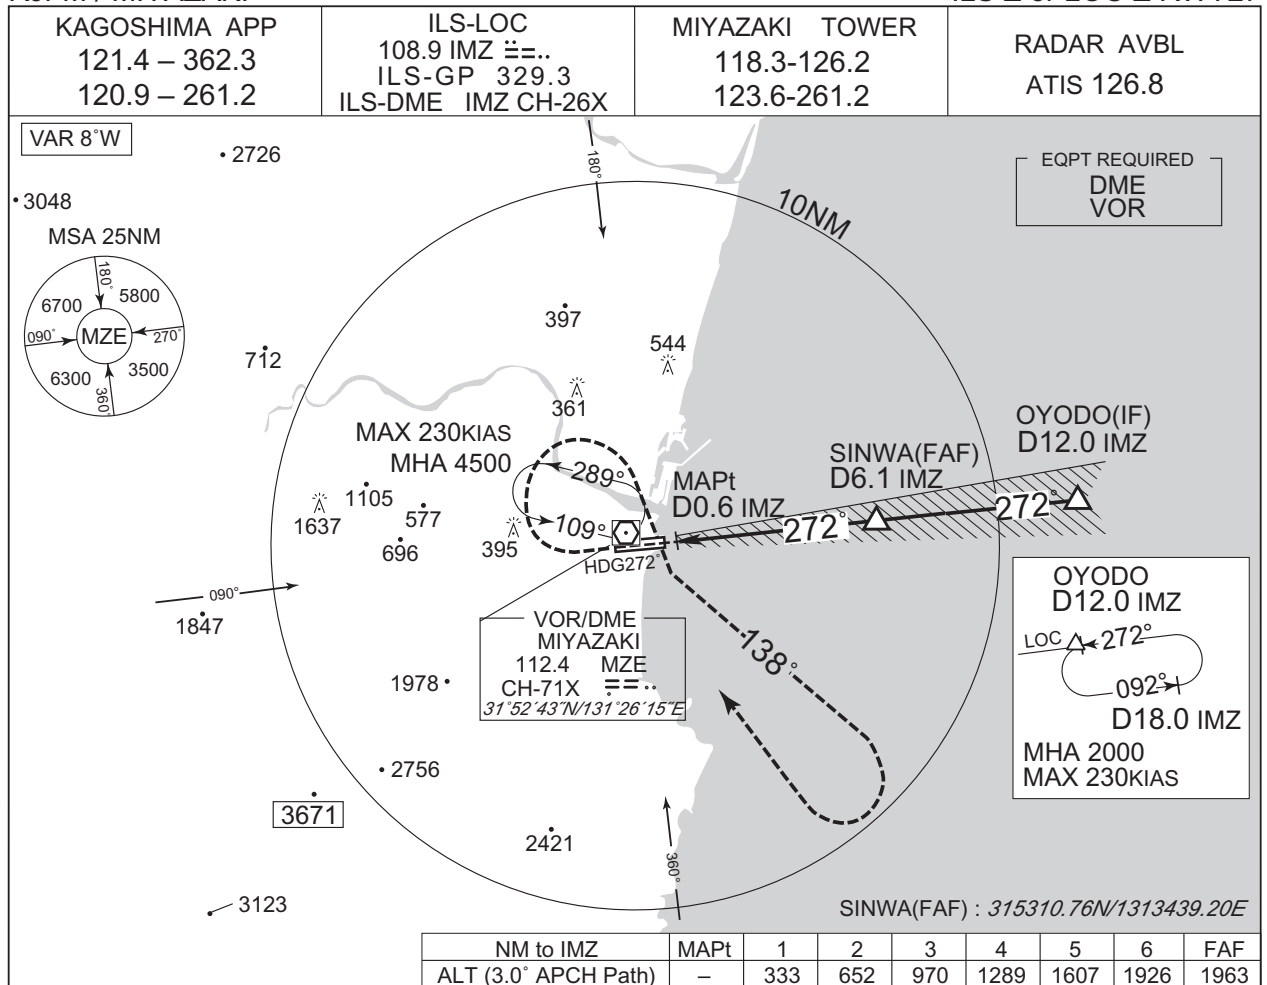 KAGOSHIMA APP
121.4 – 362.3
120.9 – 261.2
ILS-LOC
108.9 IMZ
ILS-GP 329.3
ILS-DME IMZ CH-26X
MIYAZAKI TOWER
118.3-126.2
123.6-261.2
RADAR AVBL
ATIS 126.8
VAR 8°W
2726
3048
MSA 25NM
180°
6700
5800
090°
MZE
270°
6300
3500
360°
180°
10NM
EQPT REQUIRED
DME
VOR
397
544
712
361
MAX 230KIAS
MHA 4500
289°
109°
1105
1637
577
696
395
HDG272°
MAPt
D0.6 IMZ
SINWA(FAF)
D6.1 IMZ
OYODO(IF)
D12.0 IMZ
272°
272°
090°
1847
VOR/DME
MIYAZAKI
112.4 MZE
CH-71X
31°52´43˝N/131°26´15˝E
138°
1978
2756
3671
2421
3123
360°
OYODO
D12.0 IMZ
LOC
272°
092°
D18.0 IMZ
MHA 2000
MAX 230KIAS
SINWA(FAF) : 315310.76N/1313439.20E
NM to IMZ MAPt 1 2 3 4 5 6 FAF
ALT (3.0° APCH Path) – 333 652 970 1289 1607 1926 1963